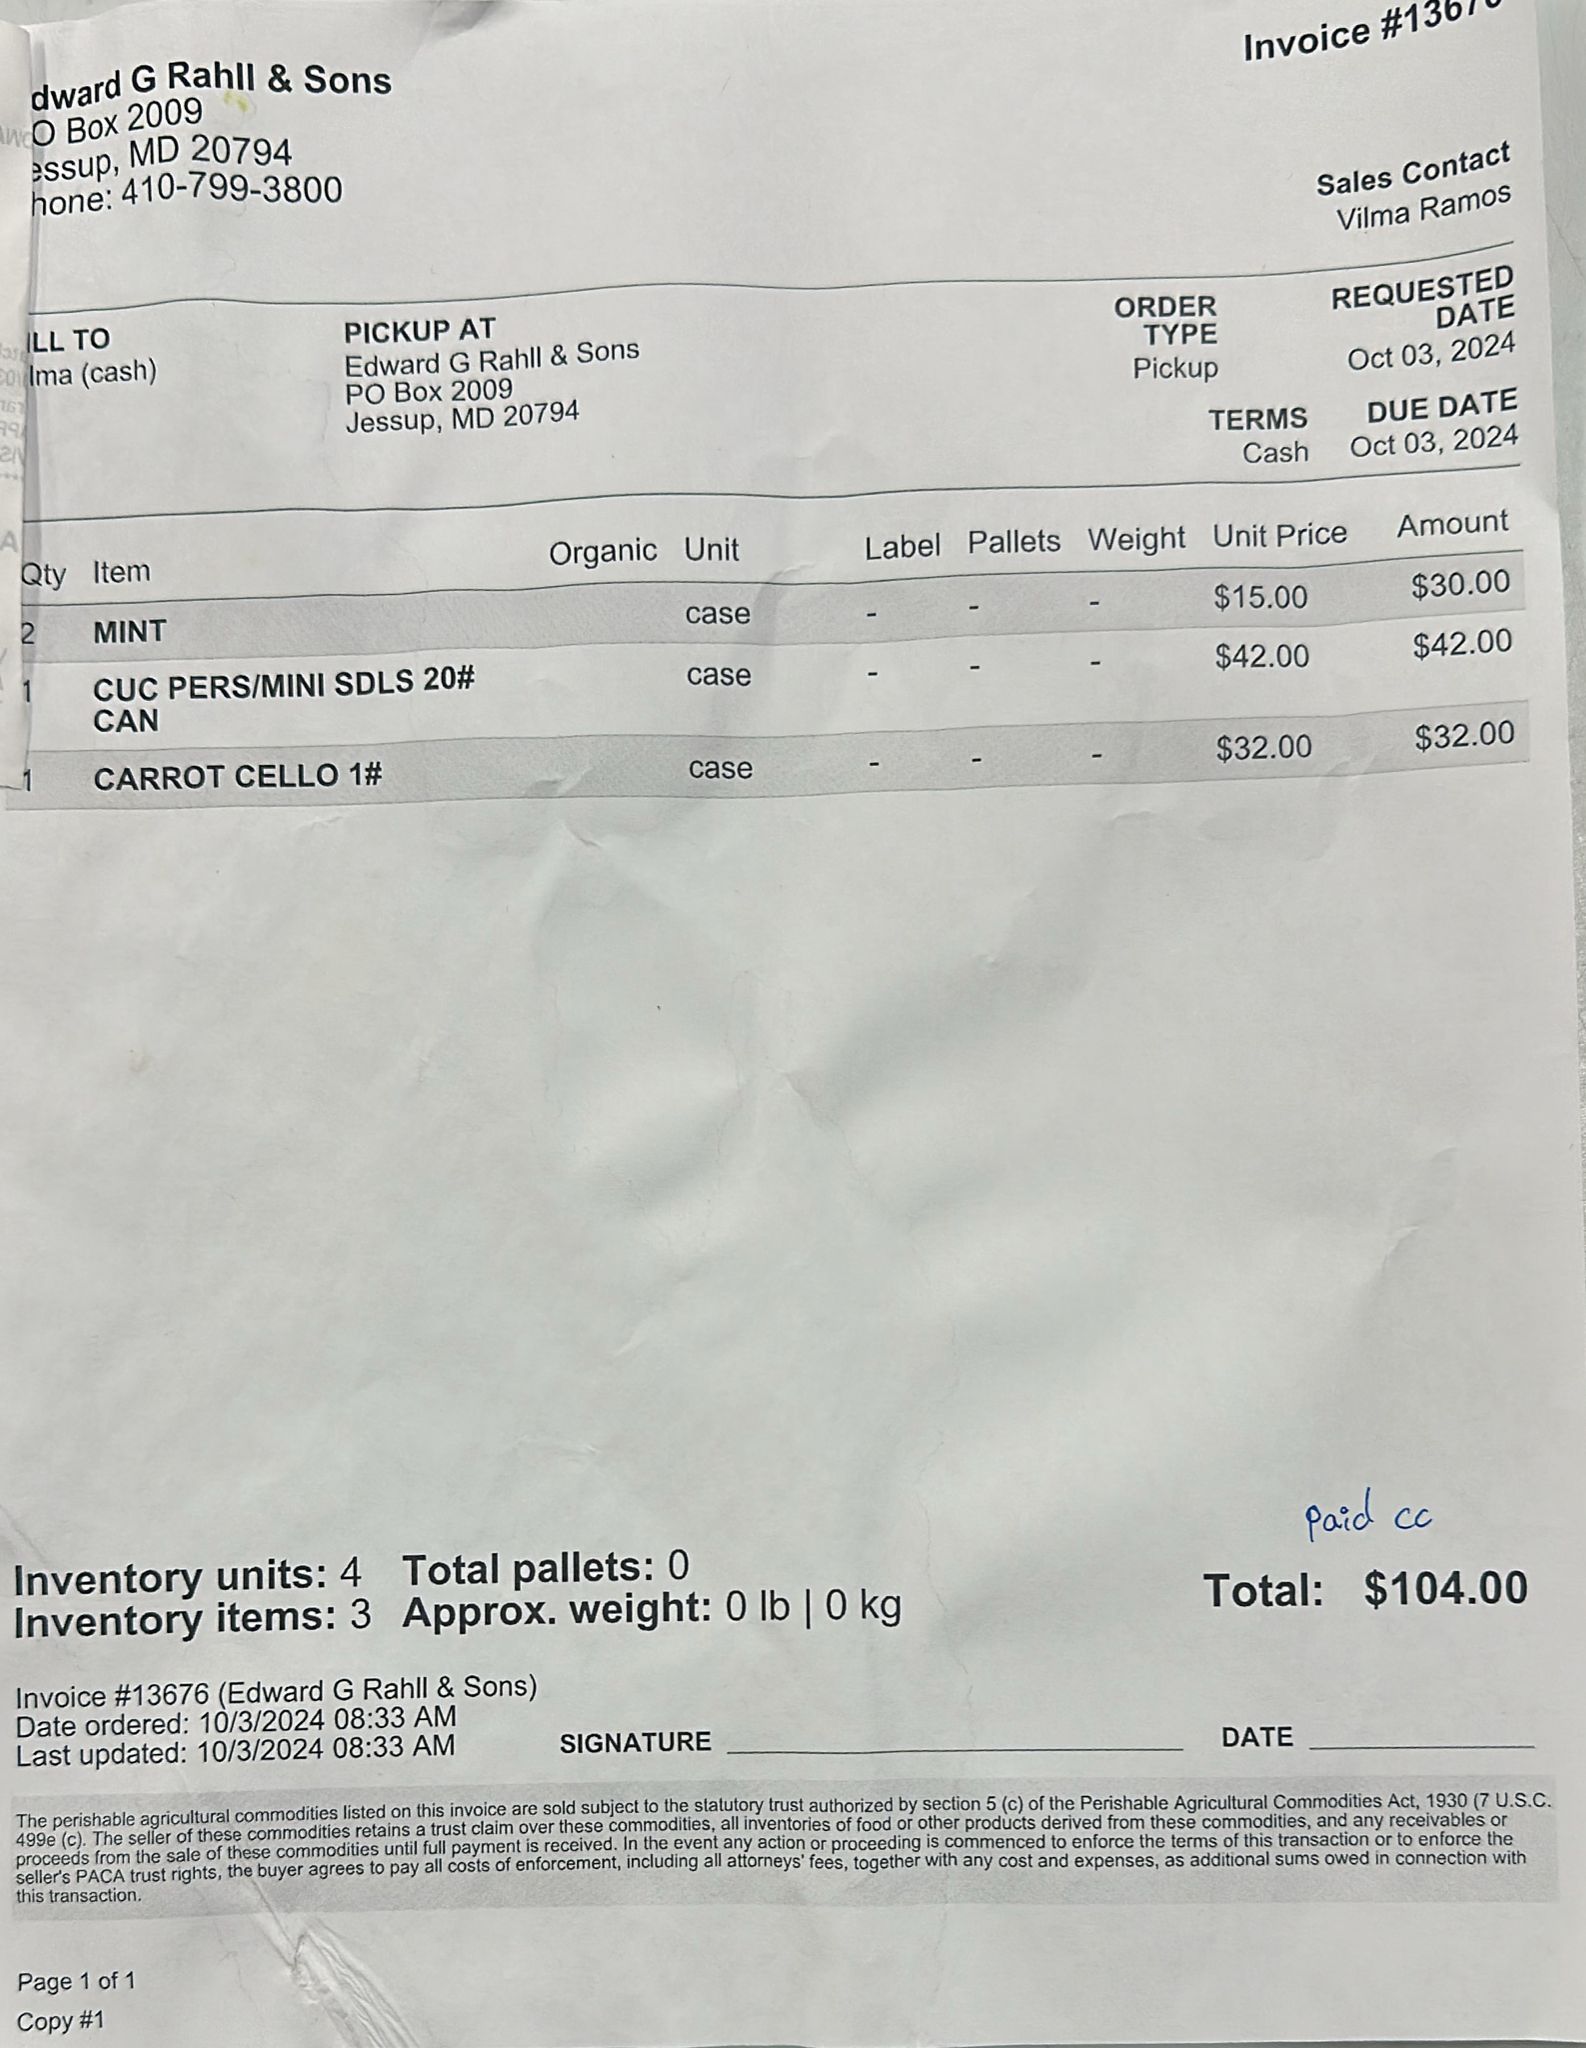 Invoice #13676
dward G Rahll & Sons
O Box 2009
essup, MD 20794
hone: 410-799-3800
Sales Contact
Vilma Ramos
ILL TO
lma (cash)
PICKUP AT
Edward G Rahll & Sons
PO Box 2009
Jessup, MD 20794
ORDER
TYPE
Pickup
REQUESTED
DATE
Oct 03, 2024
TERMS
Cash
DUE DATE
Oct 03, 2024
Qty Item Organic Unit Label Pallets Weight Unit Price Amount
2 MINT case - - - $15.00 $30.00
1 CUC PERS/MINI SDLS 20# case - - - $42.00 $42.00
CAN
1 CARROT CELLO 1# case - - - $32.00 $32.00
paid cc
Inventory units: 4 Total pallets: 0
Inventory items: 3 Approx. weight: 0 lb | 0 kg
Total: $104.00
Invoice #13676 (Edward G Rahll & Sons)
Date ordered: 10/3/2024 08:33 AM
Last updated: 10/3/2024 08:33 AM
SIGNATURE
DATE
The perishable agricultural commodities listed on this invoice are sold subject to the statutory trust authorized by section 5 (c) of the Perishable Agricultural Commodities Act, 1930 (7 U.S.C.
499e (c). The seller of these commodities retains a trust claim over these commodities, all inventories of food or other products derived from these commodities, and any receivables or
proceeds from the sale of these commodities until full payment is received. In the event any action or proceeding is commenced to enforce the terms of this transaction or to enforce the
seller's PACA trust rights, the buyer agrees to pay all costs of enforcement, including all attorneys' fees, together with any cost and expenses, as additional sums owed in connection with
this transaction.
Page 1 of 1
Copy #1